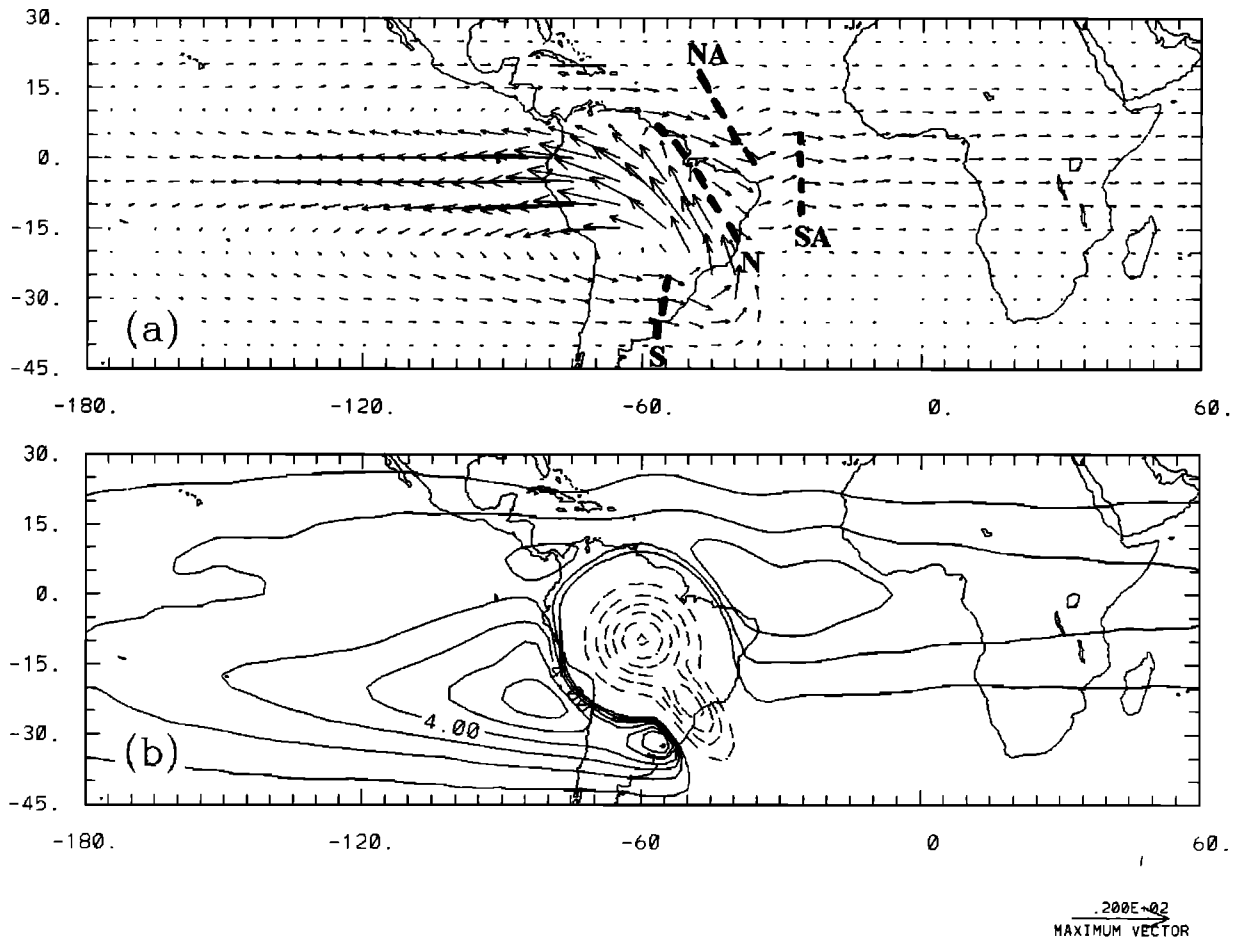 30.
15.
0.
-15.
-30.
-45.
NA
SA
N
S
(a)
-180. -120. -60. 0. 60.
30.
15.
0.
-15.
-30.
-45.
4.00
(b)
-180. -120. -60. 0 60.
.200E+02
MAXIMUM VECTOR